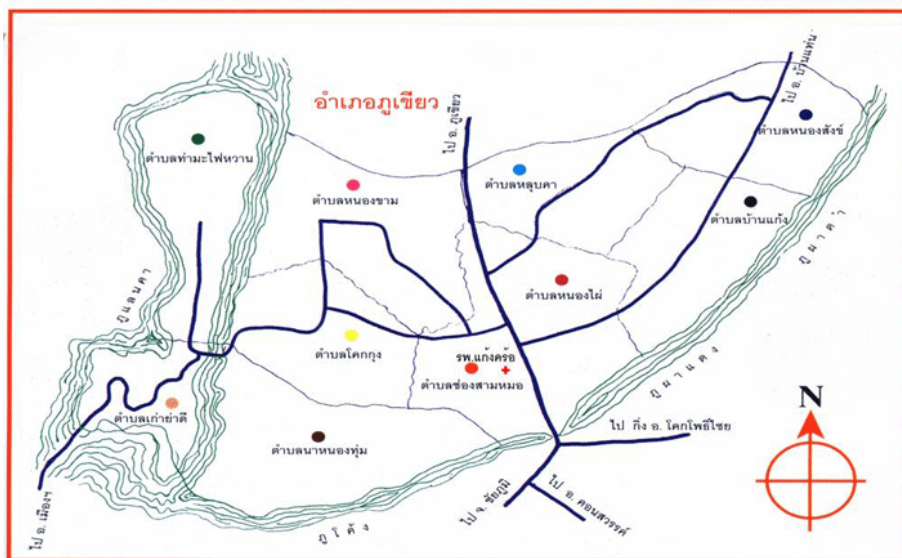 อำเภอภูเขียว
ไป อ. ภูเขียว
ไป อ. บ้านแท่น
ตำบลหนองสังข์
ตำบลท่ามะไฟหวาน
ตำบลหนองขาม
ตำบลหลุบคา
ตำบลบ้านแก้ง
ภูผาดำ
ภูแลนคา
ตำบลหนองไผ่
ตำบลโคกกุง
รพ.แก้งคร้อ
ตำบลช่องสามหมอ
ภูผาแดง
N
ตำบลเก่าย่าดี
ตำบลนาหนองทุ่ม
ไป กิ่ง อ. โคกโพธิ์ไชย
ไป อ. เมืองฯ
ภูโค้ง
ไป จ. ชัยภูมิ
ไป อ. คอนสวรรค์